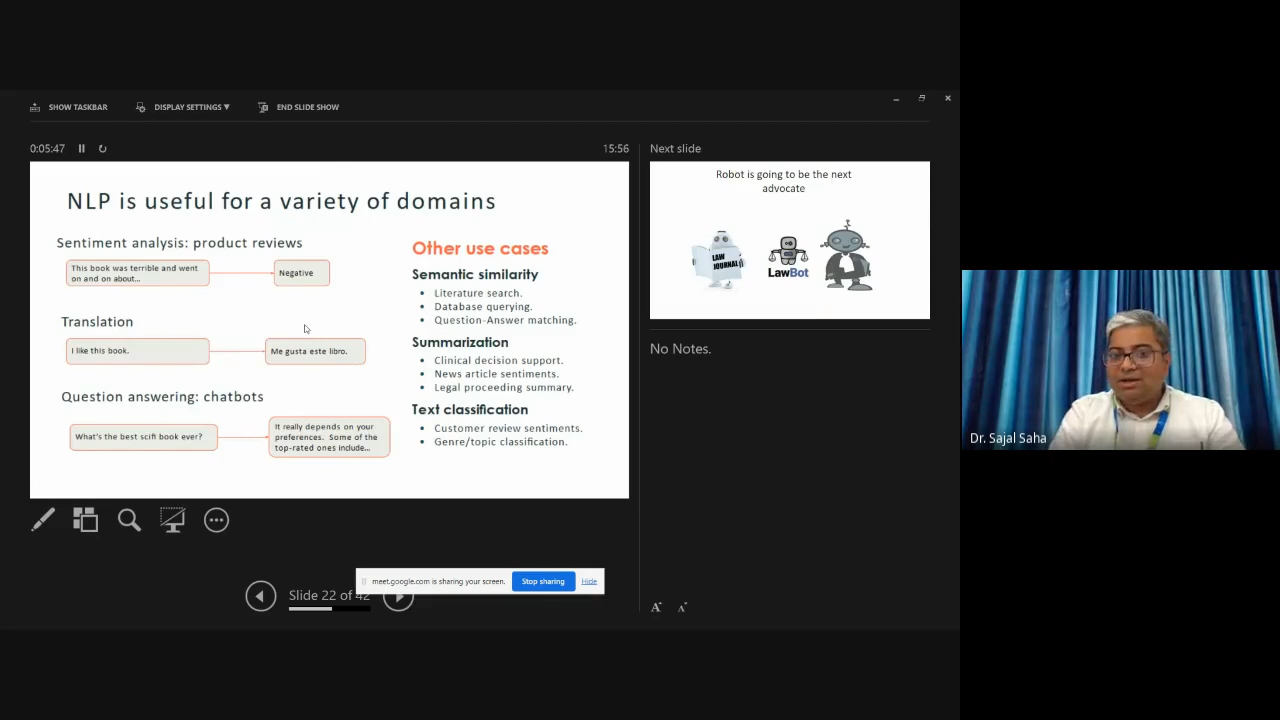 SHOW TASKBAR
DISPLAY SETTINGS ▼
END SLIDE SHOW
0:05:47
15:56
NLP is useful for a variety of domains
Sentiment analysis: product reviews
This book was terrible and went
on and on about...
Negative
Translation
I like this book.
Me gusta este libro.
Question answering: chatbots
What's the best scifi book ever?
It really depends on your
preferences. Some of the
top-rated ones include...
Other use cases
Semantic similarity
• Literature search.
• Database querying.
• Question-Answer matching.
Summarization
• Clinical decision support.
• News article sentiments.
• Legal proceeding summary.
Text classification
• Customer review sentiments.
• Genre/topic classification.
Next slide
Robot is going to be the next
advocate
LAW
JOURNAL
LawBot
No Notes.
Dr. Sajal Saha
meet.google.com is sharing your screen.
Stop sharing
Hide
Slide 22 of 42
A
A